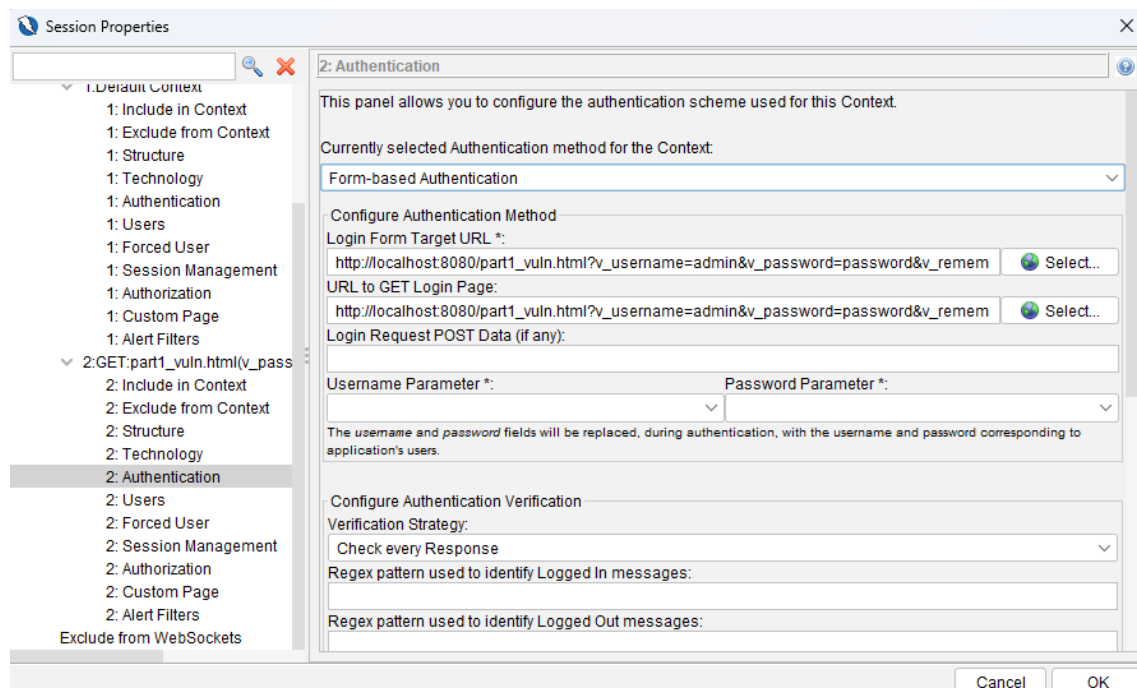 Session Properties
1:Default Context
1: Include in Context
1: Exclude from Context
1: Structure
1: Technology
1: Authentication
1: Users
1: Forced User
1: Session Management
1: Authorization
1: Custom Page
1: Alert Filters
2:GET:part1_vuln.html(v_pass
2: Include in Context
2: Exclude from Context
2: Structure
2: Technology
2: Authentication
2: Users
2: Forced User
2: Session Management
2: Authorization
2: Custom Page
2: Alert Filters
Exclude from WebSockets
2: Authentication
This panel allows you to configure the authentication scheme used for this Context.
Currently selected Authentication method for the Context:
Form-based Authentication
Configure Authentication Method
Login Form Target URL *:
http://localhost:8080/part1_vuln.html?v_username=admin&v_password=password&v_remem
Select...
URL to GET Login Page:
http://localhost:8080/part1_vuln.html?v_username=admin&v_password=password&v_remem
Select...
Login Request POST Data (if any):
Username Parameter *:
Password Parameter *:
The username and password fields will be replaced, during authentication, with the username and password corresponding to
application's users.
Configure Authentication Verification
Verification Strategy:
Check every Response
Regex pattern used to identify Logged In messages:
Regex pattern used to identify Logged Out messages:
Cancel
OK